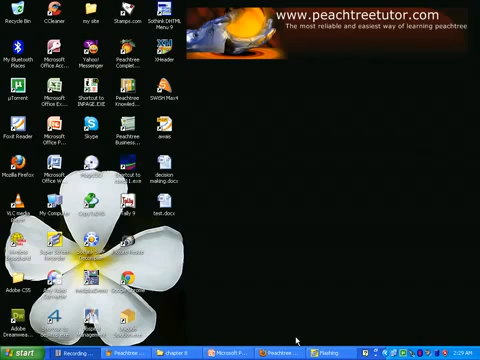 www.peachtreetutor.com
The most reliable and easiest way of learning peachtree
Recycle Bin
CCleaner
my site
Stamps.com
Sothink DHTML
Menu 9
My Bluetooth
Places
Microsoft
Office Acc...
Yahoo!
Messenger
Peachtree
Complet...
XHeader
µTorrent
Microsoft
Office Ex...
Shortcut to
INPAGE.EXE
Peachtree
Knowled...
SWiSH Max4
Foxit Reader
Microsoft
Office P...
Skype
Peachtree
Business...
awais
Mozilla Firefox
Microsoft
Office W...
decision
making.docx
VLC media
player
My Computer
Tally 9
test.docx
Google Chrome
Adobe CS5
Adobe
Dreamwe...
start
Recording ...
Peachtree ...
chapter 8
Microsoft P...
Peachtree ...
Flashing
2:29 AM